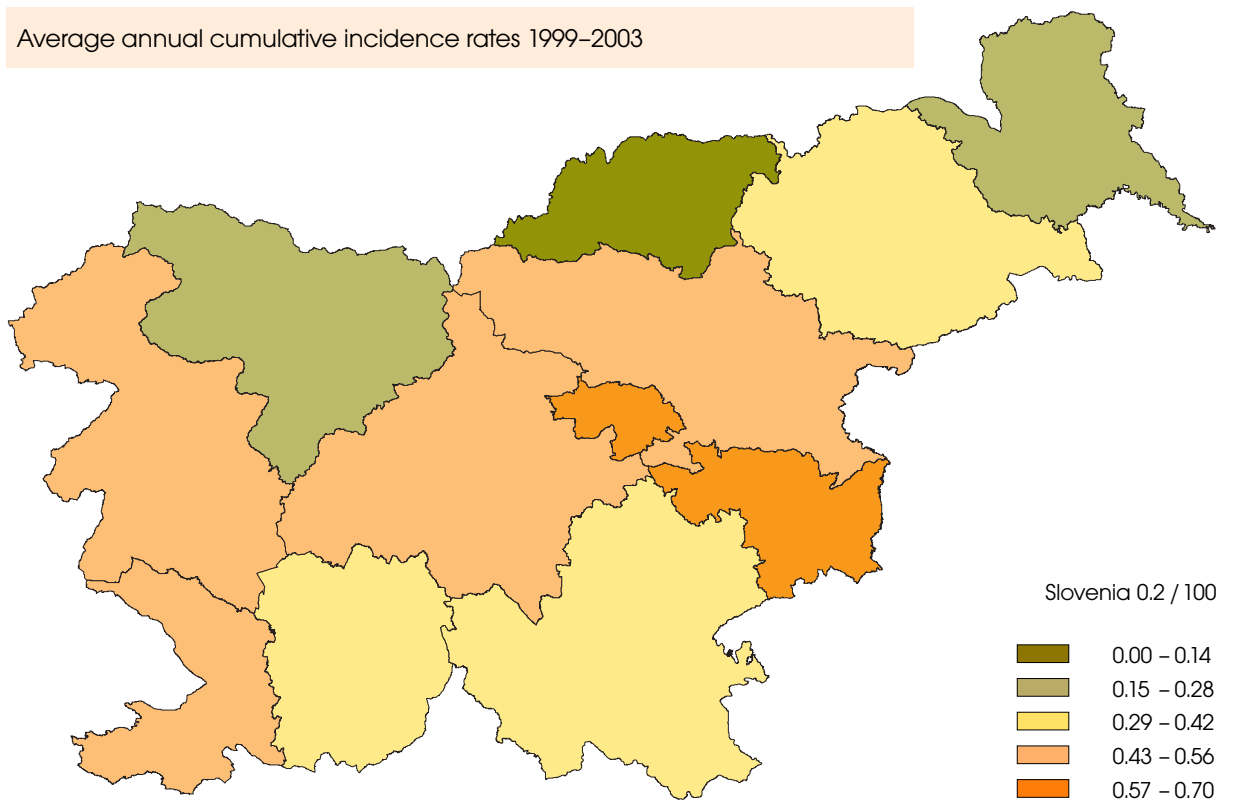 Average annual cumulative incidence rates 1999–2003
Slovenia 0.2 / 100
0.00 – 0.14
0.15 – 0.28
0.29 – 0.42
0.43 – 0.56
0.57 – 0.70